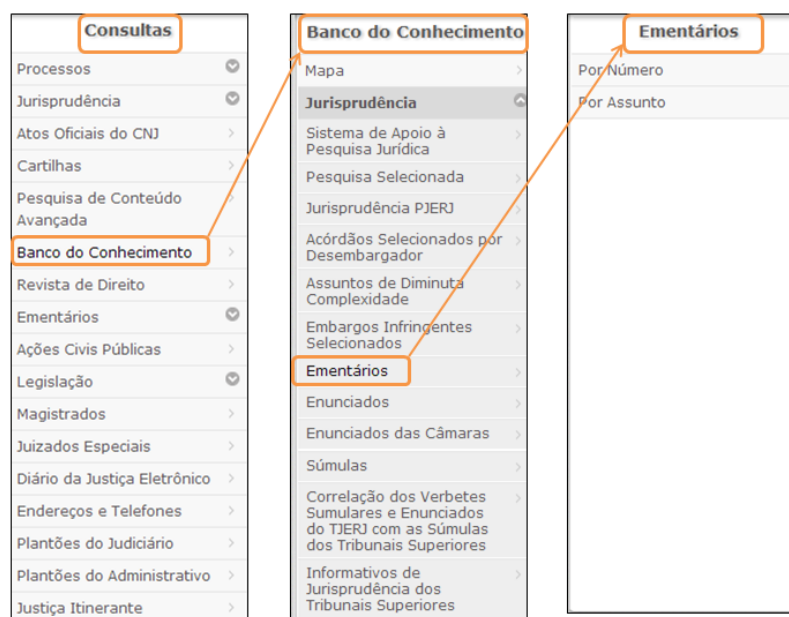 Consultas
Processos
Jurisprudência
Atos Oficiais do CNJ
Cartilhas
Pesquisa de Conteúdo
Avançada
Banco do Conhecimento
Revista de Direito
Ementários
Ações Civis Públicas
Legislação
Magistrados
Juizados Especiais
Diário da Justiça Eletrônico
Endereços e Telefones
Plantões do Judiciário
Plantões do Administrativo
Justiça Itinerante
Banco do Conhecimento
Mapa
Jurisprudência
Sistema de Apoio à
Pesquisa Jurídica
Pesquisa Selecionada
Jurisprudência PJERJ
Acórdãos Selecionados por
Desembargador
Assuntos de Diminuta
Complexidade
Embargos Infringentes
Selecionados
Ementários
Enunciados
Enunciados das Câmaras
Súmulas
Correlação dos Verbetes
Sumulares e Enunciados
do TJERJ com as Súmulas
dos Tribunais Superiores
Informativos de
Jurisprudência dos
Tribunais Superiores
Ementários
Por Número
Por Assunto